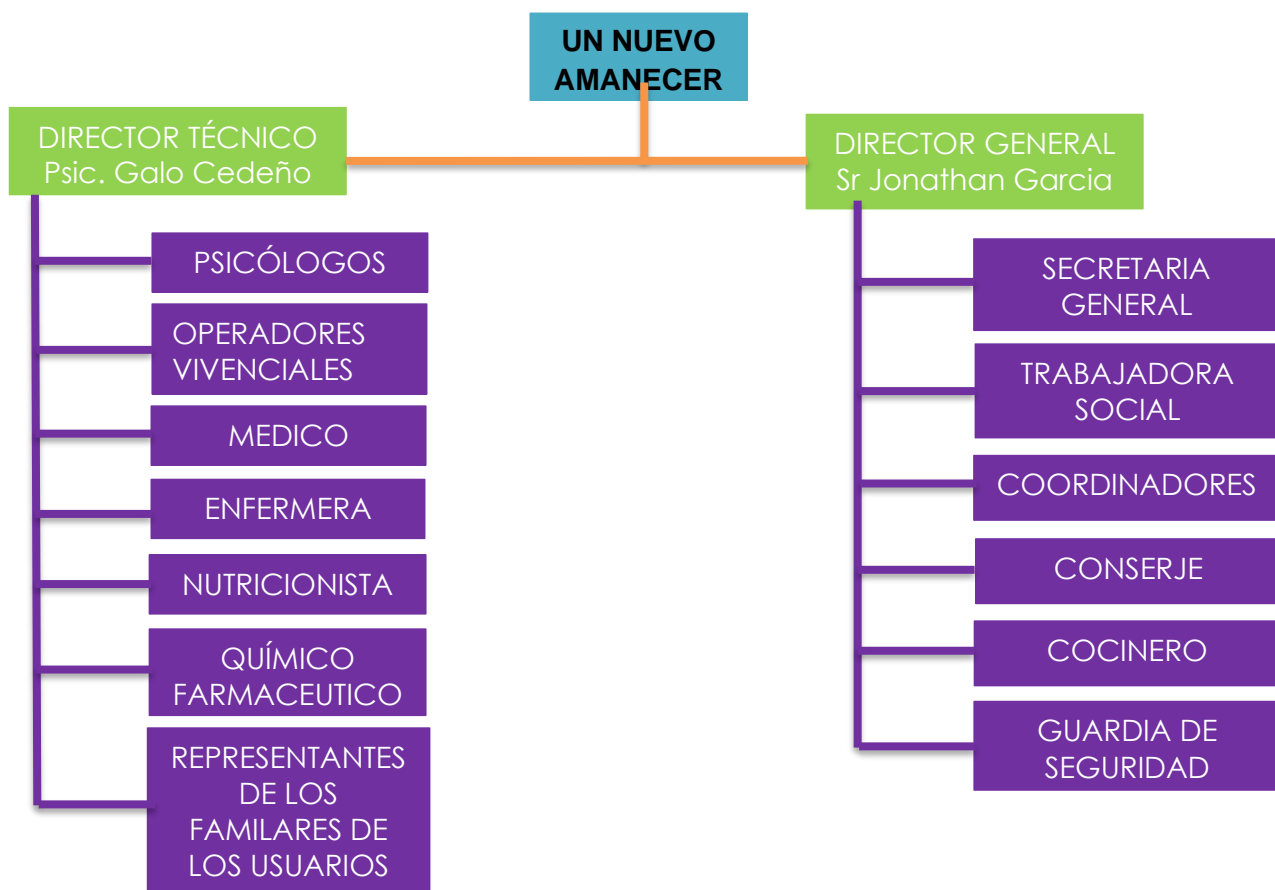 UN NUEVO
AMANECER
DIRECTOR TÉCNICO
Psic. Galo Cedeño
PSICÓLOGOS
OPERADORES
VIVENCIALES
MEDICO
ENFERMERA
NUTRICIONISTA
QUÍMICO
FARMACEUTICO
REPRESENTANTES
DE LOS
FAMILARES DE
LOS USUARIOS
DIRECTOR GENERAL
Sr Jonathan Garcia
SECRETARIA
GENERAL
TRABAJADORA
SOCIAL
COORDINADORES
CONSERJE
COCINERO
GUARDIA DE
SEGURIDAD